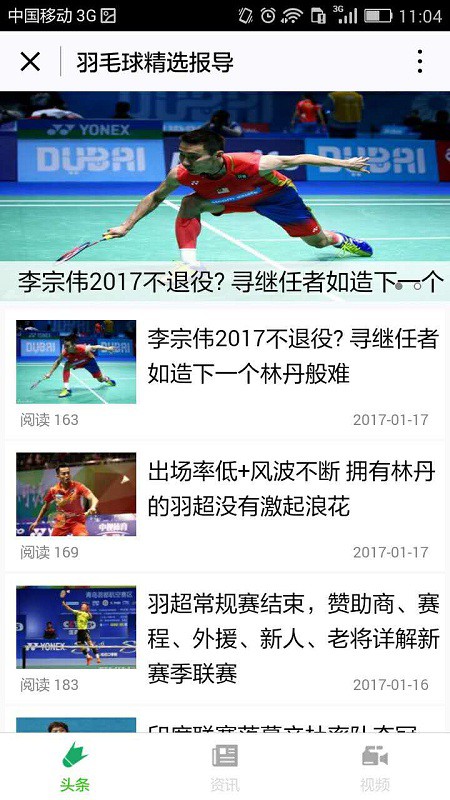 中国移动 3G
3G
11:04
羽毛球精选报导
YONEX
DUBAI
DUBAI
李宗伟2017不退役? 寻继任者如造下一个
李宗伟2017不退役? 寻继任者
如造下一个林丹般难
阅读 163
2017-01-17
出场率低+风波不断 拥有林丹
的羽超没有激起浪花
阅读 169
2017-01-17
羽超常规赛结束，赞助商、赛
程、外援、新人、老将详解新
赛季联赛
阅读 183
2017-01-16
头条
资讯
视频